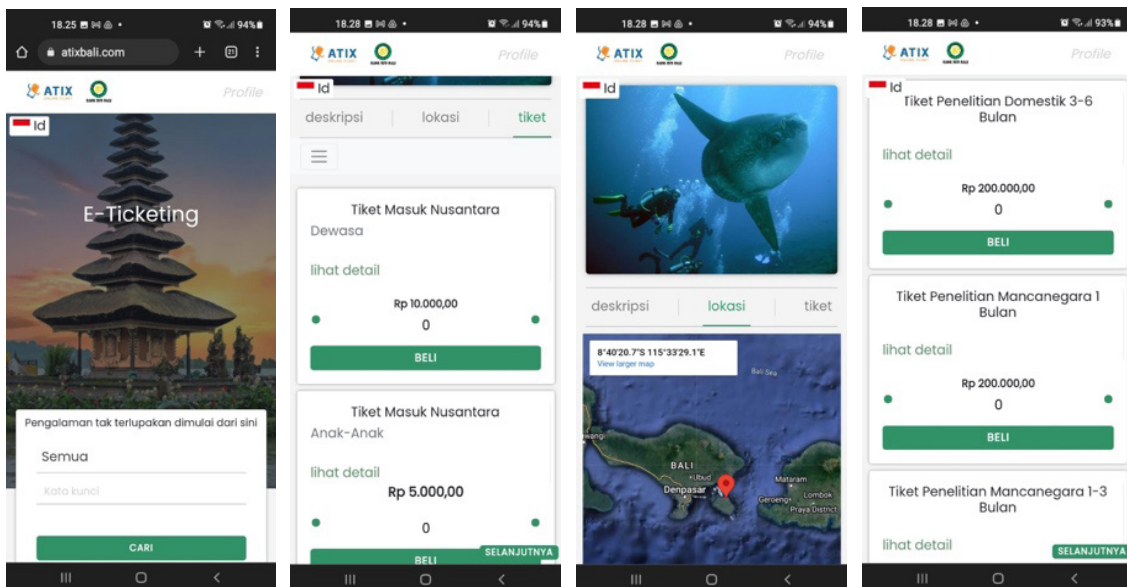 18.25
94%
atixbali.com
ATIX
Profile
Id
E-Ticketing
Pengalaman tak terlupakan dimulai dari sini
Semua
Kata kunci
CARI
18.28
94%
ATIX
Profile
Id
deskripsi
lokasi
tiket
Tiket Masuk Nusantara
Dewasa
lihat detail
Rp 10.000,00
0
BELI
Tiket Masuk Nusantara
Anak-Anak
lihat detail
Rp 5.000,00
0
BELI
SELANJUTNYA
18.28
94%
ATIX
Profile
Id
deskripsi
lokasi
tiket
8°40'20.7"S 115°33'29.1"E
View larger map
Bali Sea
BALI
Ubud
Denpasar
Mataram
Gerung
Lombok
Praya District
18.28
93%
ATIX
Profile
Id
Tiket Penelitian Domestik 3-6
Bulan
lihat detail
Rp 200.000,00
0
BELI
Tiket Penelitian Mancanegara 1
Bulan
lihat detail
Rp 200.000,00
0
BELI
Tiket Penelitian Mancanegara 1-3
Bulan
lihat detail
SELANJUTNYA